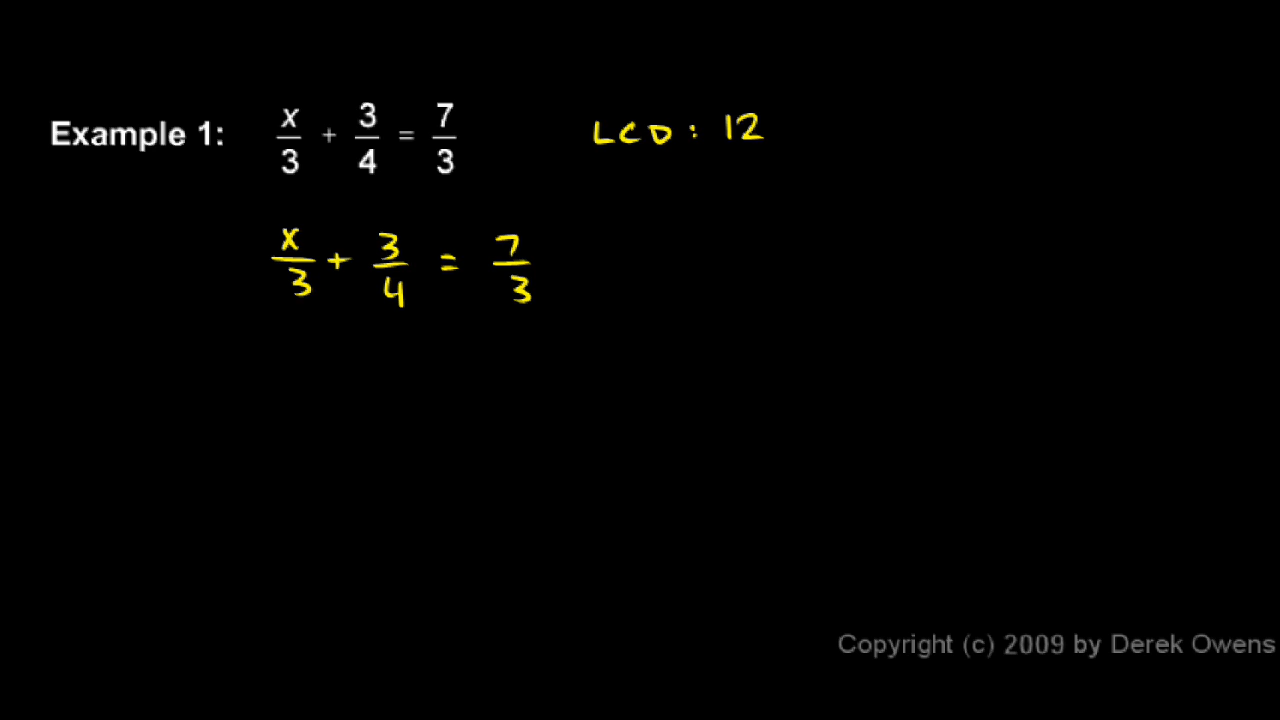 Example 1: x/3 + 3/4 = 7/3 LCD: 12
x/3 + 3/4 = 7/3
Copyright (c) 2009 by Derek Owens